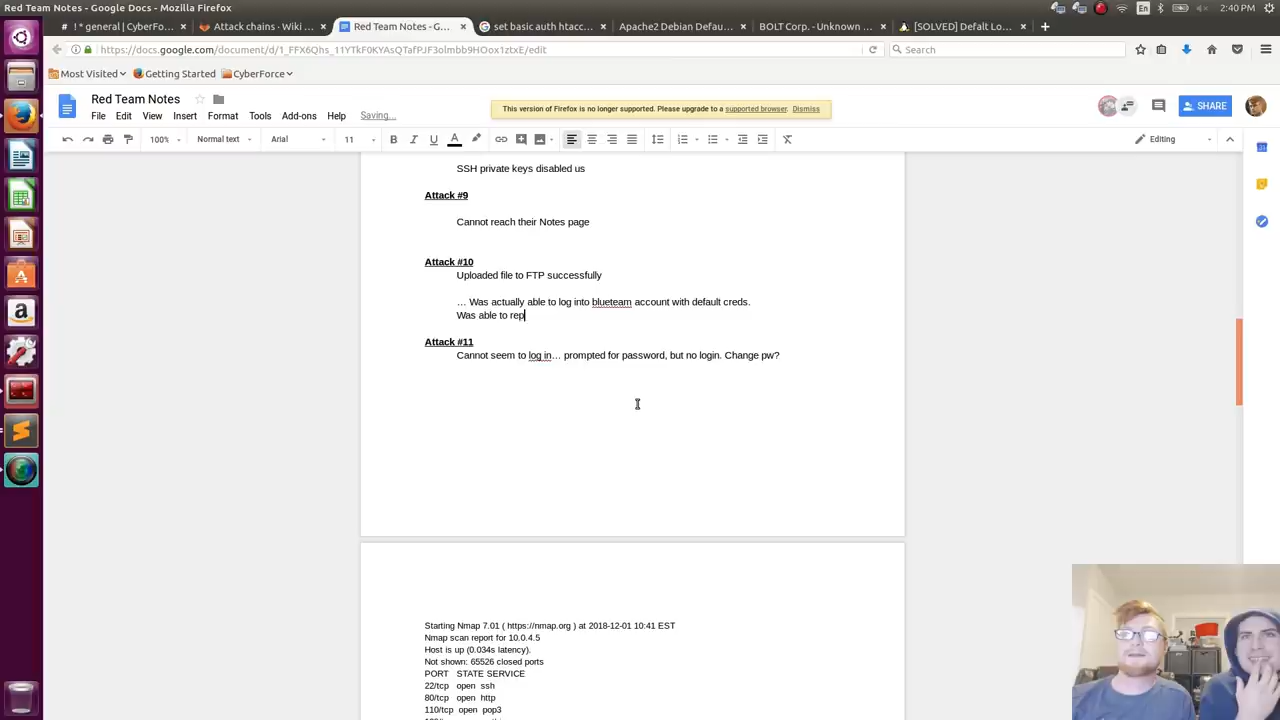 Red Team Notes - Google Docs - Mozilla Firefox
En
2:40 PM
# !* general | CyberFo...
Attack chains - Wiki ...
Red Team Notes - G...
set basic auth htacc...
Apache2 Debian Defau...
BOLT Corp. - Unknown ...
[SOLVED] Defalt Lo...
https://docs.google.com/document/d/1_FFX6Qhs_11YTkF0KYAsQTafPJF3olmbb9HOox1ztxE/edit
Search
Most Visited
Getting Started
CyberForce
Red Team Notes
This version of Firefox is no longer supported. Please upgrade to a supported browser. Dismiss
SHARE
File Edit View Insert Format Tools Add-ons Help Saving...
100% Normal text Arial 11 B I U A Editing
SSH private keys disabled us
Attack #9
Cannot reach their Notes page
Attack #10
Uploaded file to FTP successfully
… Was actually able to log into blueteam account with default creds.
Was able to rep
Attack #11
Cannot seem to log in… prompted for password, but no login. Change pw?
Starting Nmap 7.01 ( https://nmap.org ) at 2018-12-01 10:41 EST
Nmap scan report for 10.0.4.5
Host is up (0.034s latency).
Not shown: 65526 closed ports
PORT STATE SERVICE
22/tcp open ssh
80/tcp open http
110/tcp open pop3